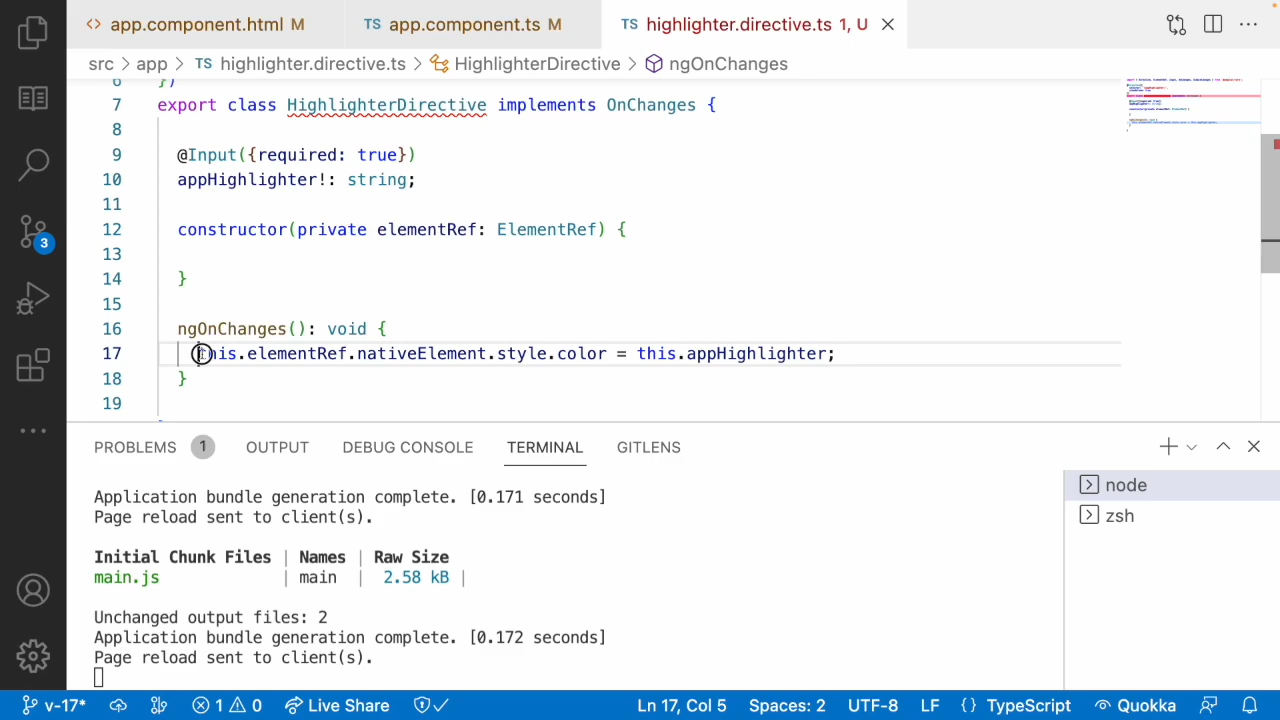 <> app.component.html M
TS app.component.ts M
TS highlighter.directive.ts 1, U
src > app > TS highlighter.directive.ts > HighlighterDirective > ngOnChanges
6 })
7 export class HighlighterDirective implements OnChanges {
8
9 @Input({required: true})
10 appHighlighter!: string;
11
12 constructor(private elementRef: ElementRef) {
13
14 }
15
16 ngOnChanges(): void {
17 this.elementRef.nativeElement.style.color = this.appHighlighter;
18 }
19
3
PROBLEMS 1 OUTPUT DEBUG CONSOLE TERMINAL GITLENS
Application bundle generation complete. [0.171 seconds]
Page reload sent to client(s).
Initial Chunk Files | Names | Raw Size
main.js | main | 2.58 kB |
Unchanged output files: 2
Application bundle generation complete. [0.172 seconds]
Page reload sent to client(s).
node
zsh
v-17* 1 0 Live Share Ln 17, Col 5 Spaces: 2 UTF-8 LF {} TypeScript Quokka